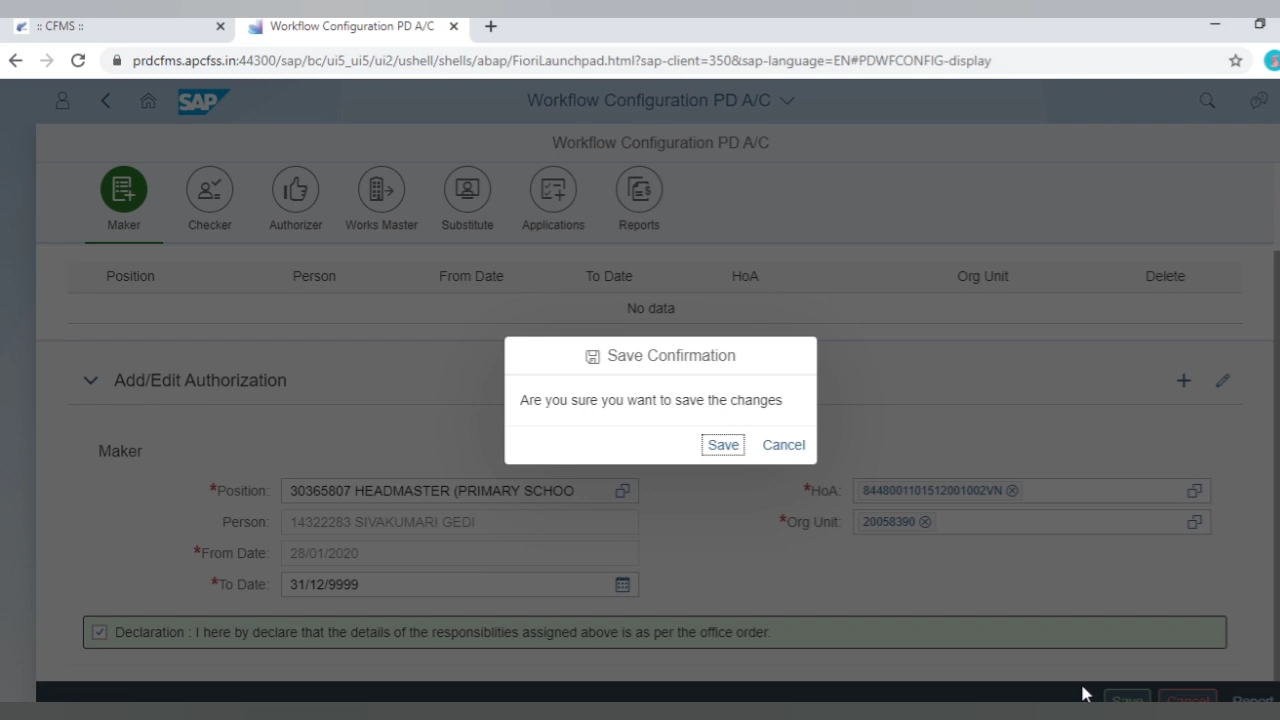 :: CFMS ::
Workflow Configuration PD A/C
prdcfms.apcfss.in:44300/sap/bc/ui5_ui5/ui2/ushell/shells/abap/FioriLaunchpad.html?sap-client=350&sap-language=EN#PDWFCONFIG-display
SAP
Workflow Configuration PD A/C
Workflow Configuration PD A/C
Maker Checker Authorizer Works Master Substitute Applications Reports
Position Person From Date To Date HoA Org Unit Delete
No data
Save Confirmation
Are you sure you want to save the changes
Save Cancel
Add/Edit Authorization
Maker
*Position: 30365807 HEADMASTER (PRIMARY SCHOO
*HoA: 8448001101512001002VN
Person: 14322283 SIVAKUMARI GEDI
*Org Unit: 20058390
*From Date: 28/01/2020
*To Date: 31/12/9999
Declaration : I here by declare that the details of the responsiblities assigned above is as per the office order.
Save Cancel Report